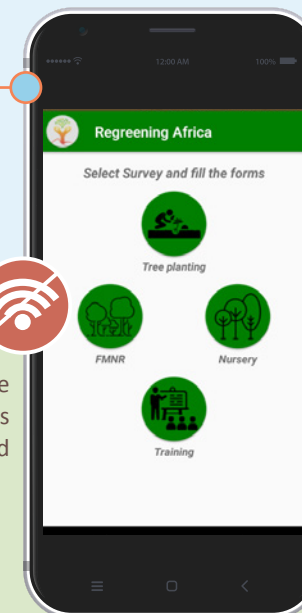 12:00 AM 100%
Regreening Africa
Select Survey and fill the forms
Tree planting
FMNR Nursery
Training
e
s
d